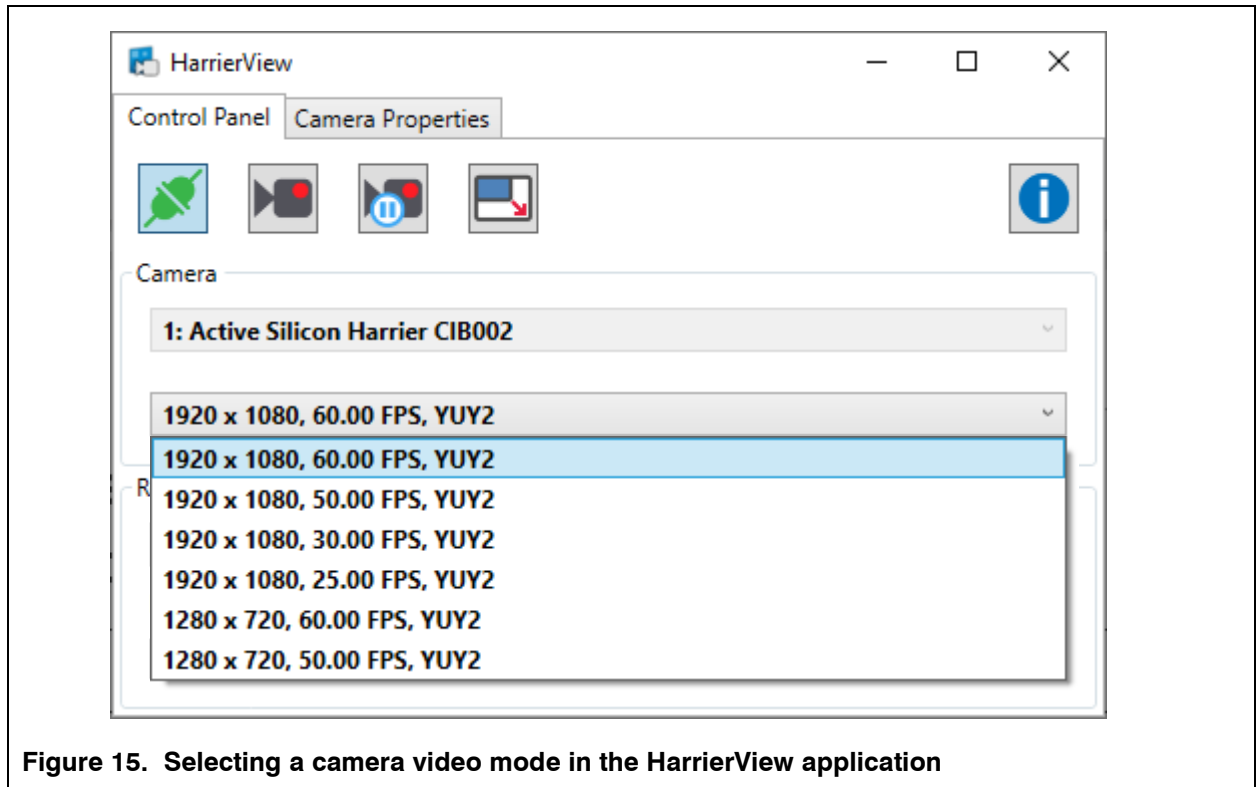 HarrierView
Control Panel Camera Properties
Camera
1: Active Silicon Harrier CIB002
1920 x 1080, 60.00 FPS, YUY2
1920 x 1080, 60.00 FPS, YUY2
R
1920 x 1080, 50.00 FPS, YUY2
1920 x 1080, 30.00 FPS, YUY2
1920 x 1080, 25.00 FPS, YUY2
1280 x 720, 60.00 FPS, YUY2
1280 x 720, 50.00 FPS, YUY2
Figure 15. Selecting a camera video mode in the HarrierView application